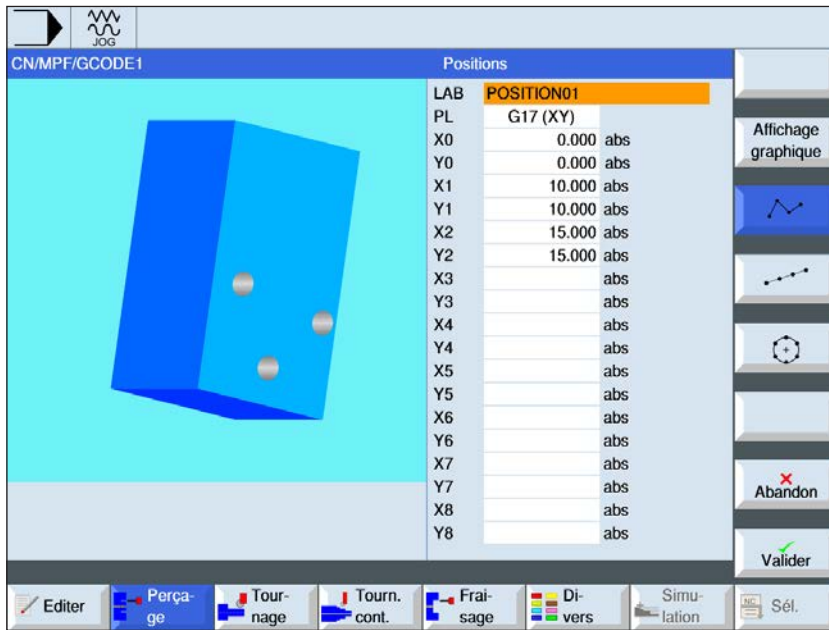 JOG
CN/MPF/GCODE1
Positions
LAB POSITION01
PL G17 (XY)
X0 0.000 abs
Y0 0.000 abs
X1 10.000 abs
Y1 10.000 abs
X2 15.000 abs
Y2 15.000 abs
X3 abs
Y3 abs
X4 abs
Y4 abs
X5 abs
Y5 abs
X6 abs
Y6 abs
X7 abs
Y7 abs
X8 abs
Y8 abs
Affichage
graphique
Abandon
Valider
Editer
Perça-
ge
Tour-
nage
Tourn.
cont.
Frai-
sage
Di-
vers
Simu-
lation
NC
Sél.